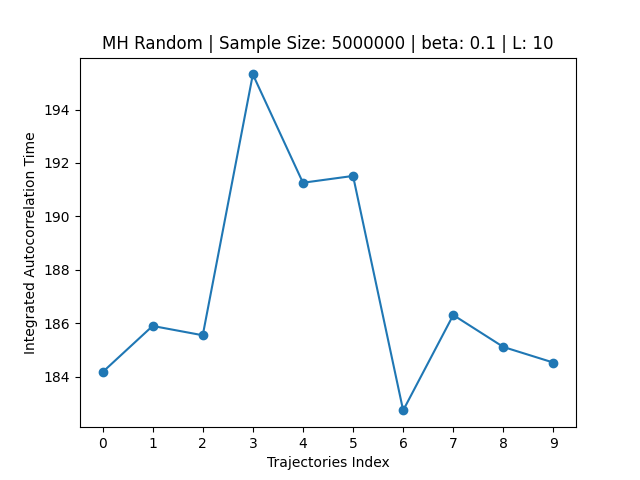 MH Random | Sample Size: 5000000 | beta: 0.1 | L: 10
Integrated Autocorrelation Time
194
192
190
188
186
184
0 1 2 3 4 5 6 7 8 9
Trajectories Index